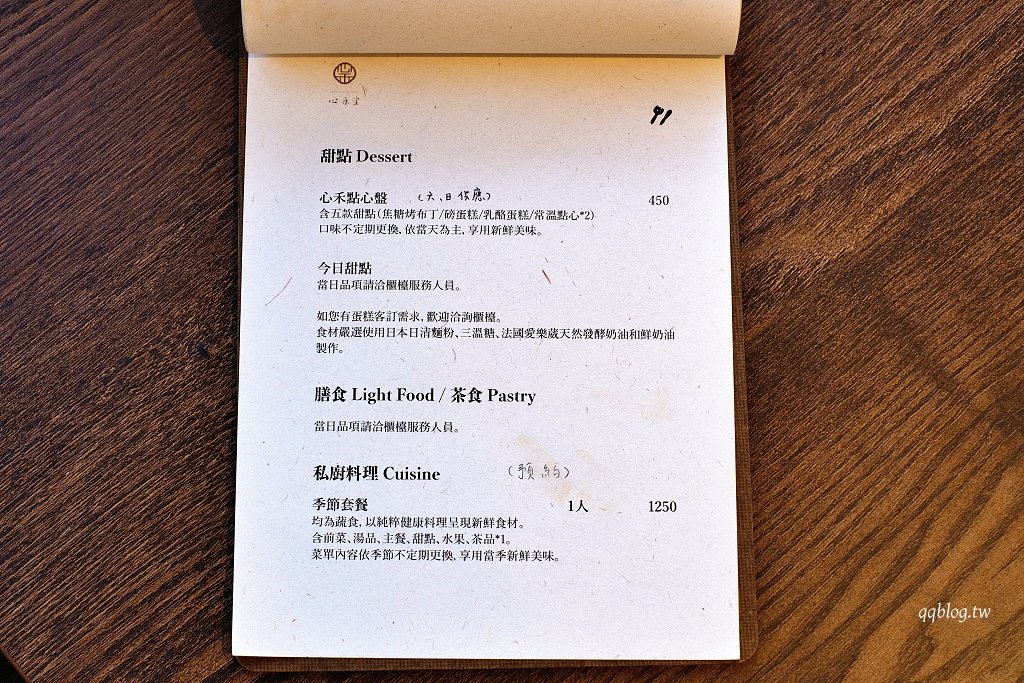 心禾堂
91
甜點 Dessert
心禾點心盤 (六、日供應) 450
含五款甜點(焦糖烤布丁/磅蛋糕/乳酪蛋糕/常溫點心*2)
口味不定期更換, 依當天為主, 享用新鮮美味。
今日甜點
當日品項請洽櫃檯服務人員。
如您有蛋糕客訂需求, 歡迎洽詢櫃檯。
食材嚴選使用日本日清麵粉、三溫糖、法國愛樂葳天然發酵奶油和鮮奶油
製作。
膳食 Light Food / 茶食 Pastry
當日品項請洽櫃檯服務人員。
私廚料理 Cuisine (預約)
季節套餐 1人 1250
均為蔬食, 以純粹健康料理呈現新鮮食材。
含前菜、湯品、主餐、甜點、水果、茶品*1。
菜單內容依季節不定期更換, 享用當季新鮮美味。
qqblog.tw